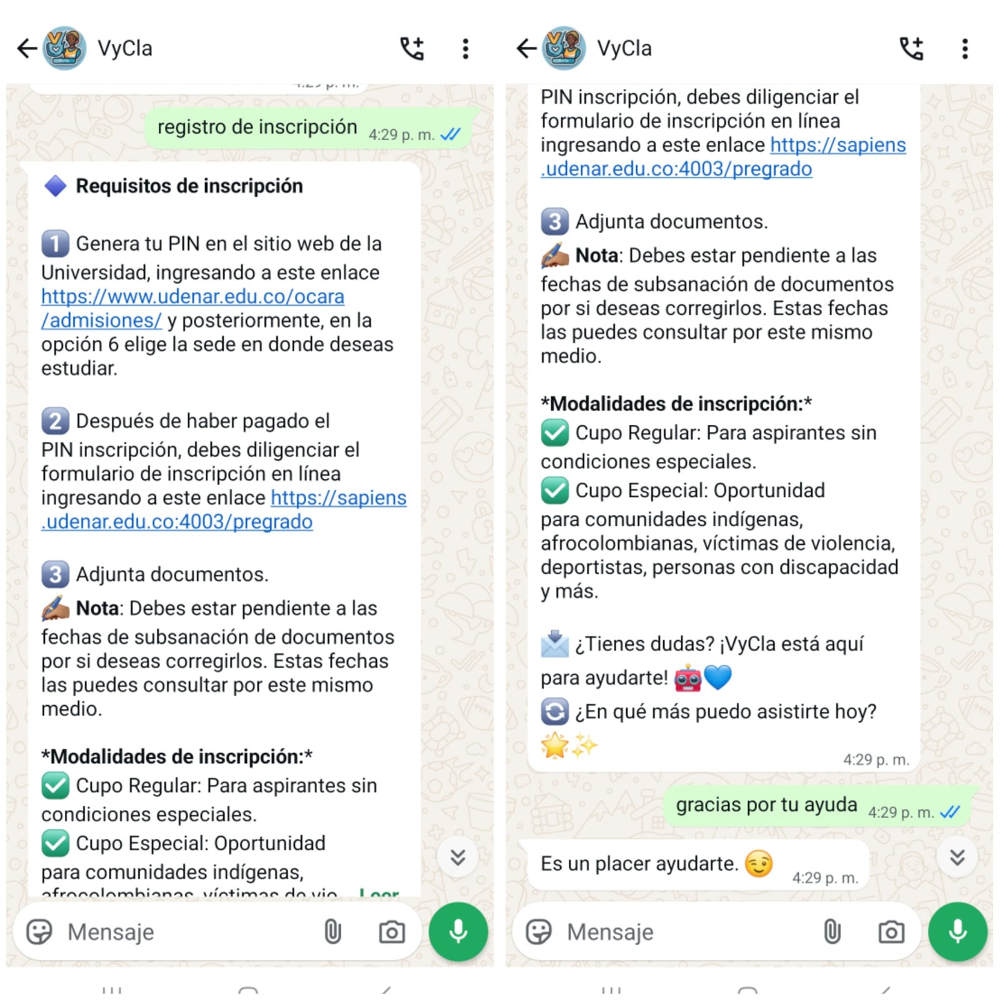 VyCla
registro de inscripción 4:29 p. m.
🔷 Requisitos de inscripción
1️⃣ Genera tu PIN en el sitio web de la
Universidad, ingresando a este enlace
https://www.udenar.edu.co/ocara
/admisiones/ y posteriormente, en la
opción 6 elige la sede en donde deseas
estudiar.
2️⃣ Después de haber pagado el
PIN inscripción, debes diligenciar el
formulario de inscripción en línea
ingresando a este enlace https://sapiens
.udenar.edu.co:4003/pregrado
3️⃣ Adjunta documentos.
✍🏽 Nota: Debes estar pendiente a las
fechas de subsanación de documentos
por si deseas corregirlos. Estas fechas
las puedes consultar por este mismo
medio.
*Modalidades de inscripción:*
✅ Cupo Regular: Para aspirantes sin
condiciones especiales.
✅ Cupo Especial: Oportunidad
para comunidades indígenas,
afrocolombianas, víctimas de vio... Leer
Mensaje
VyCla
PIN inscripción, debes diligenciar el
formulario de inscripción en línea
ingresando a este enlace https://sapiens
.udenar.edu.co:4003/pregrado
3️⃣ Adjunta documentos.
✍🏽 Nota: Debes estar pendiente a las
fechas de subsanación de documentos
por si deseas corregirlos. Estas fechas
las puedes consultar por este mismo
medio.
*Modalidades de inscripción:*
✅ Cupo Regular: Para aspirantes sin
condiciones especiales.
✅ Cupo Especial: Oportunidad
para comunidades indígenas,
afrocolombianas, víctimas de violencia,
deportistas, personas con discapacidad
y más.
📩 ¿Tienes dudas? ¡VyCla está aquí
para ayudarte! 🤖💙
🔄 ¿En qué más puedo asistirte hoy?
🌟✨
4:29 p. m.
gracias por tu ayuda 4:29 p. m.
Es un placer ayudarte. 😉 4:29 p. m.
Mensaje